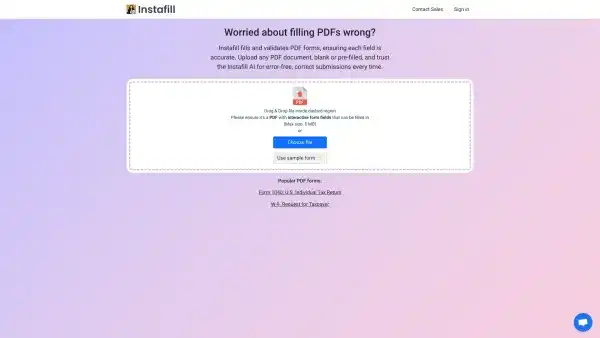 Instafill
Contact Sales
Sign in
Worried about filling PDFs wrong?
Instafill fills and validates PDF forms, ensuring each field is
accurate. Upload any PDF document, blank or pre-filled, and trust
the Instafill AI for error-free, correct submissions every time.
PDF
Drag & Drop file inside dashed region
Please ensure it's a PDF with interactive form fields that can be filled in
(Max size: 5 MB)
or
Choose file
Use sample form
Popular PDF forms:
Form 1040, U.S. Individual Tax Return
W-9, Request for Taxpayer